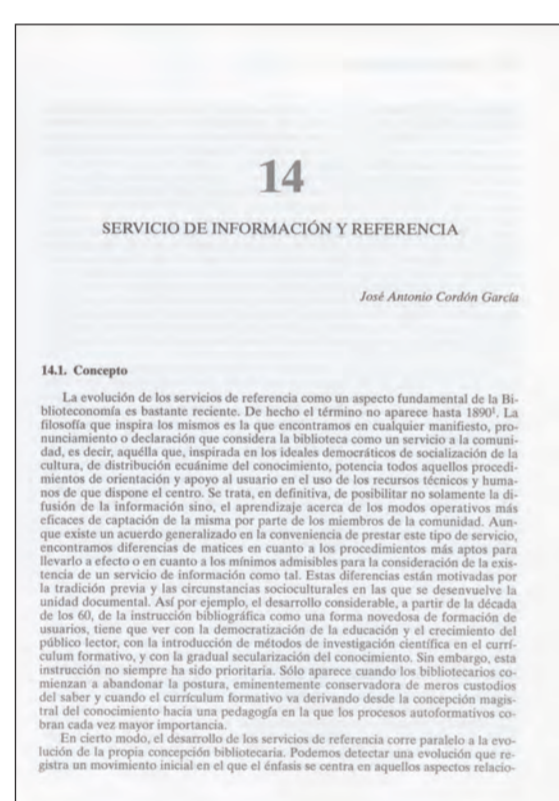 14
SERVICIO DE INFORMACIÓN Y REFERENCIA
José Antonio Cordón García
14.1. Concepto
La evolución de los servicios de referencia como un aspecto fundamental de la Bi-
blioteconomía es bastante reciente. De hecho el término no aparece hasta 1890¹. La
filosofía que inspira los mismos es la que encontramos en cualquier manifiesto, pro-
nunciamiento o declaración que considera la biblioteca como un servicio a la comuni-
dad, es decir, aquélla que, inspirada en los ideales democráticos de socialización de la
cultura, de distribución ecuánime del conocimiento, potencia todos aquellos procedi-
mientos de orientación y apoyo al usuario en el uso de los recursos técnicos y huma-
nos de que dispone el centro. Se trata, en definitiva, de posibilitar no solamente la di-
fusión de la información sino, el aprendizaje acerca de los modos operativos más
eficaces de captación de la misma por parte de los miembros de la comunidad. Aun-
que existe un acuerdo generalizado en la conveniencia de prestar este tipo de servicio,
encontramos diferencias de matices en cuanto a los procedimientos más aptos para
llevarlo a efecto o en cuanto a los mínimos admisibles para la consideración de la exis-
tencia de un servicio de información como tal. Estas diferencias están motivadas por
la tradición previa y las circunstancias socioculturales en las que se desenvuelve la
unidad documental. Así por ejemplo, el desarrollo considerable, a partir de la década
de los 60, de la instrucción bibliográfica como una forma novedosa de formación de
usuarios, tiene que ver con la democratización de la educación y el crecimiento del
público lector, con la introducción de métodos de investigación científica en el currí-
culum formativo, y con la gradual secularización del conocimiento. Sin embargo, esta
instrucción no siempre ha sido prioritaria. Sólo aparece cuando los bibliotecarios co-
mienzan a abandonar la postura, eminentemente conservadora de meros custodios
del saber y cuando el currículum formativo va derivando desde la concepción magis-
tral del conocimiento hacia una pedagogía en la que los procesos autoformativos co-
bran cada vez mayor importancia.
En cierto modo, el desarrollo de los servicios de referencia corre paralelo a la evo-
lución de la propia concepción bibliotecaria. Podemos detectar una evolución que re-
gistra un movimiento inicial en el que el énfasis se centra en aquellos aspectos relacio-